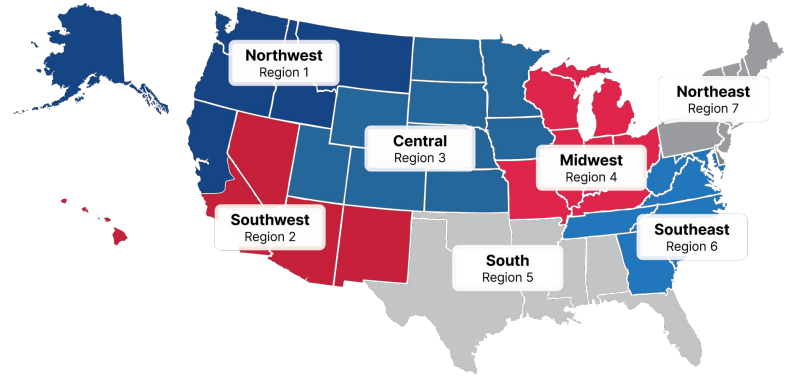 Northwest
Region 1
Northeast
Region 7
Central
Region 3
Midwest
Region 4
Southwest
Region 2
Southeast
Region 6
South
Region 5